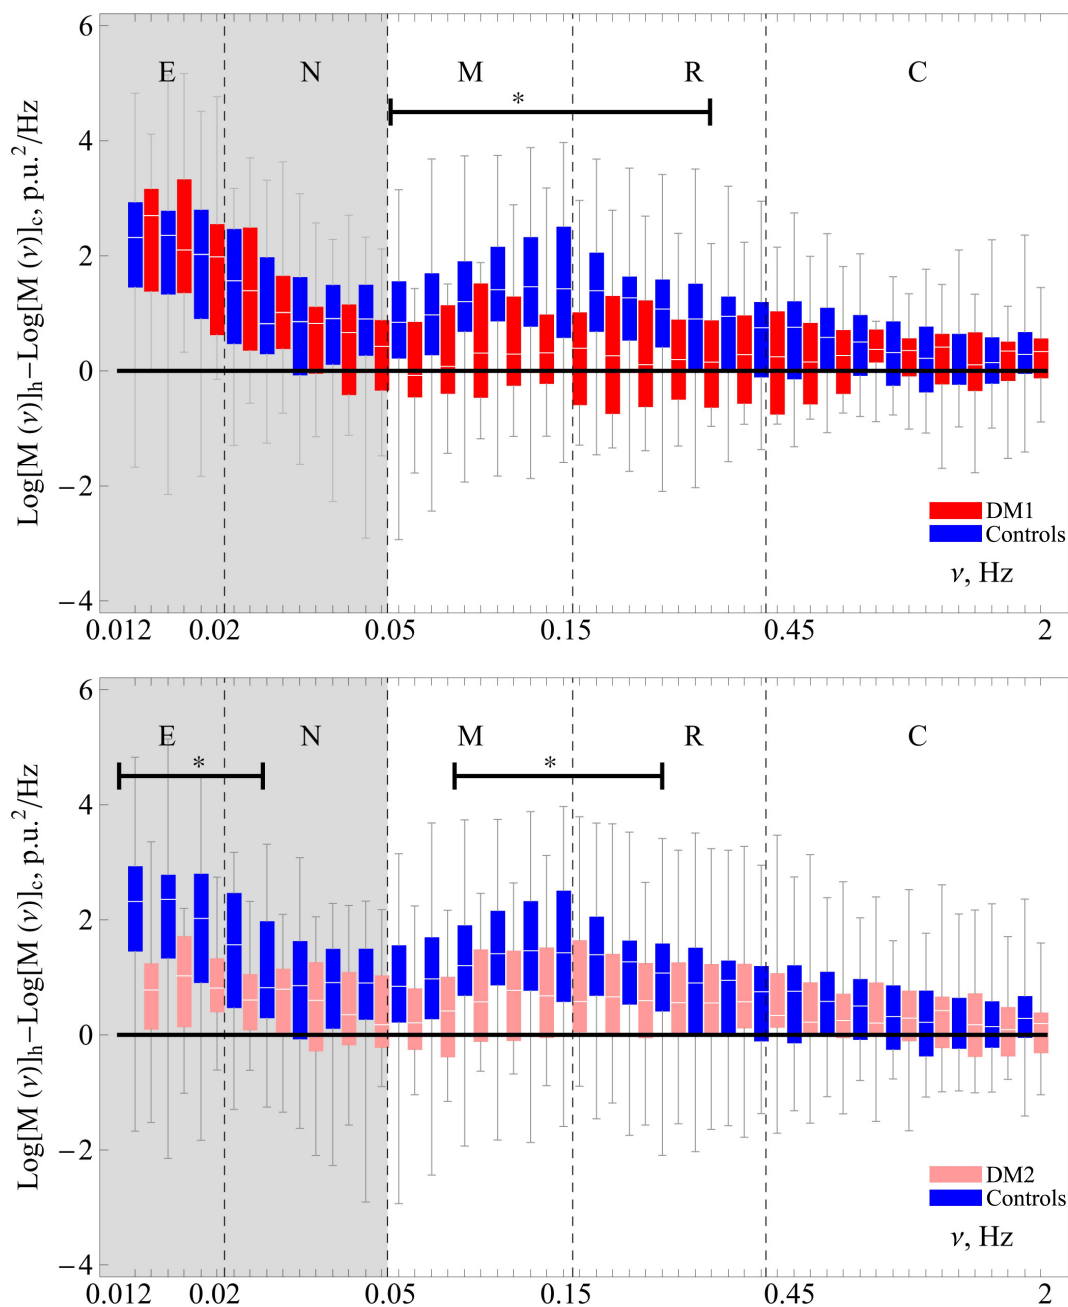 6
E N M R C
*
4
2
0
−2
−4
Log[M (ν)]h−Log[M (ν)]c, p.u.²/Hz
DM1
Controls
ν, Hz
0.012 0.02 0.05 0.15 0.45 2
6
E N M R C
* *
4
2
0
−2
−4
Log[M (ν)]h−Log[M (ν)]c, p.u.²/Hz
DM2
Controls
ν, Hz
0.012 0.02 0.05 0.15 0.45 2